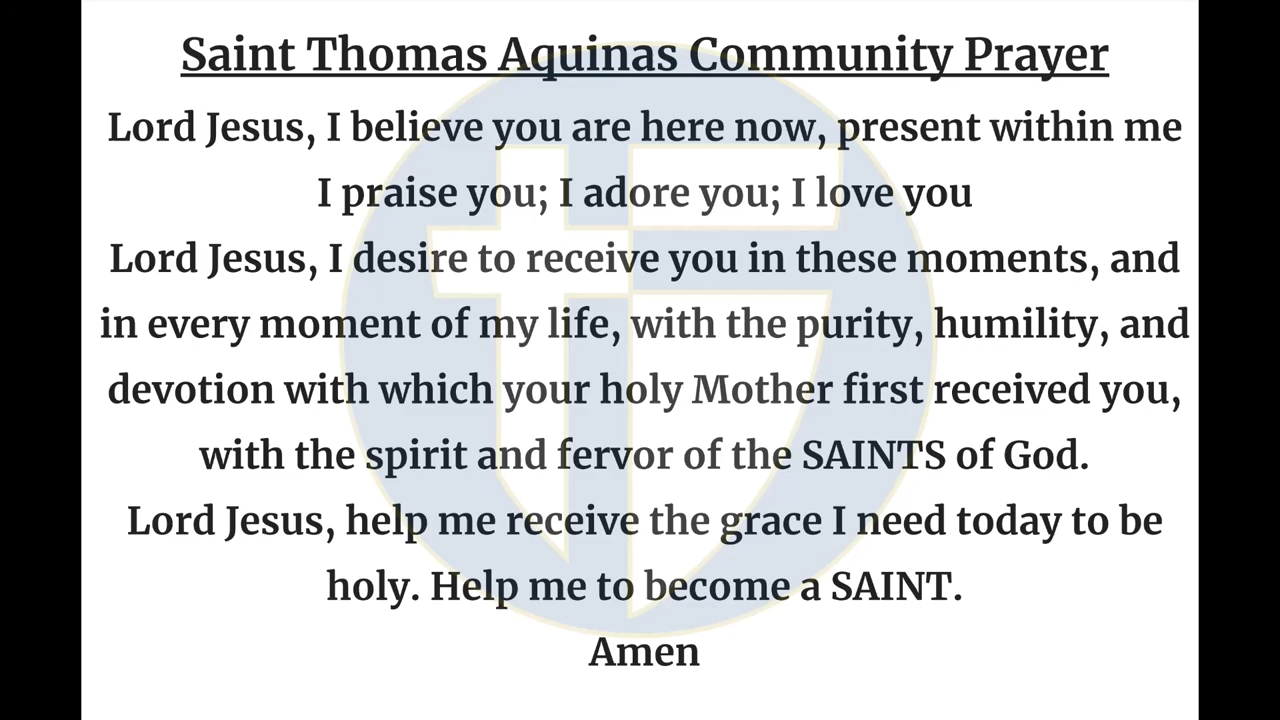 Saint Thomas Aquinas Community Prayer
Lord Jesus, I believe you are here now, present within me
I praise you; I adore you; I love you
Lord Jesus, I desire to receive you in these moments, and
in every moment of my life, with the purity, humility, and
devotion with which your holy Mother first received you,
with the spirit and fervor of the SAINTS of God.
Lord Jesus, help me receive the grace I need today to be
holy. Help me to become a SAINT.
Amen